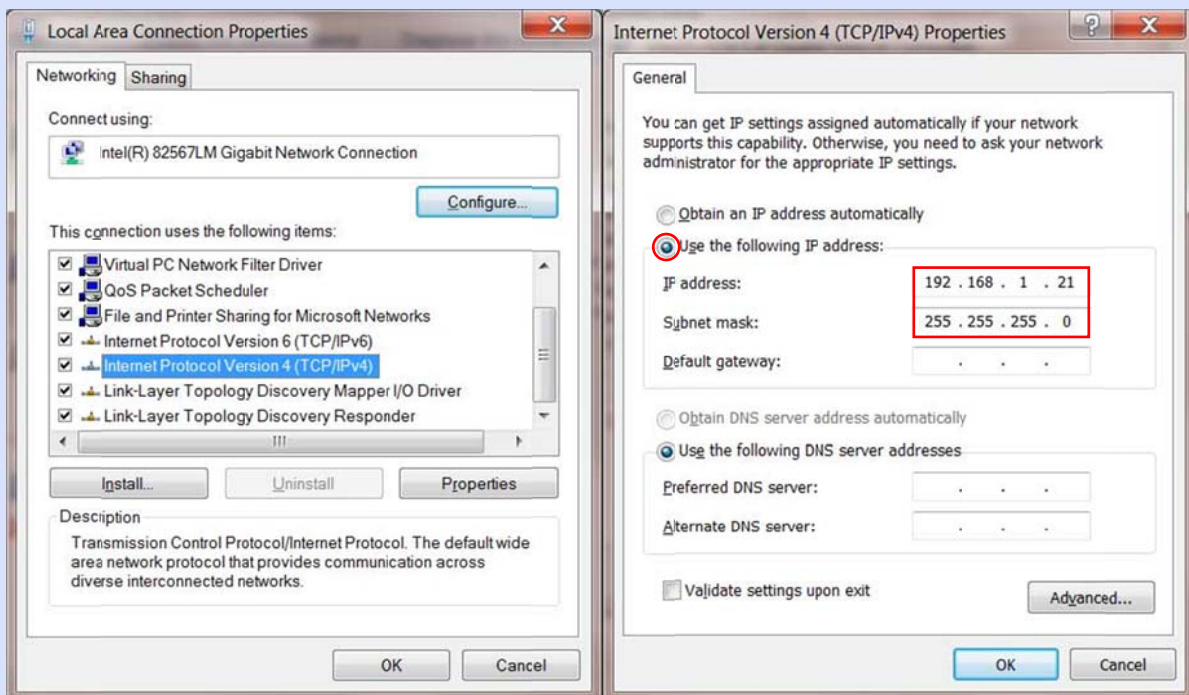 Local Area Connection Properties
Networking
Sharing
Connect using:
Intel(R) 82567LM Gigabit Network Connection
Configure...
This connection uses the following items:
Virtual PC Network Filter Driver
QoS Packet Scheduler
File and Printer Sharing for Microsoft Networks
Internet Protocol Version 6 (TCP/IPv6)
Internet Protocol Version 4 (TCP/IPv4)
Link-Layer Topology Discovery Mapper I/O Driver
Link-Layer Topology Discovery Responder
Install...
Uninstall
Properties
Description
Transmission Control Protocol/Internet Protocol. The default wide
area network protocol that provides communication across
diverse interconnected networks.
OK
Cancel
Internet Protocol Version 4 (TCP/IPv4) Properties
General
You can get IP settings assigned automatically if your network
supports this capability. Otherwise, you need to ask your network
administrator for the appropriate IP settings.
Obtain an IP address automatically
Use the following IP address:
IP address: 192 . 168 . 1 . 21
Subnet mask: 255 . 255 . 255 . 0
Default gateway: . . .
Obtain DNS server address automatically
Use the following DNS server addresses
Preferred DNS server: . . .
Alternate DNS server: . . .
Validate settings upon exit
Advanced...
OK
Cancel